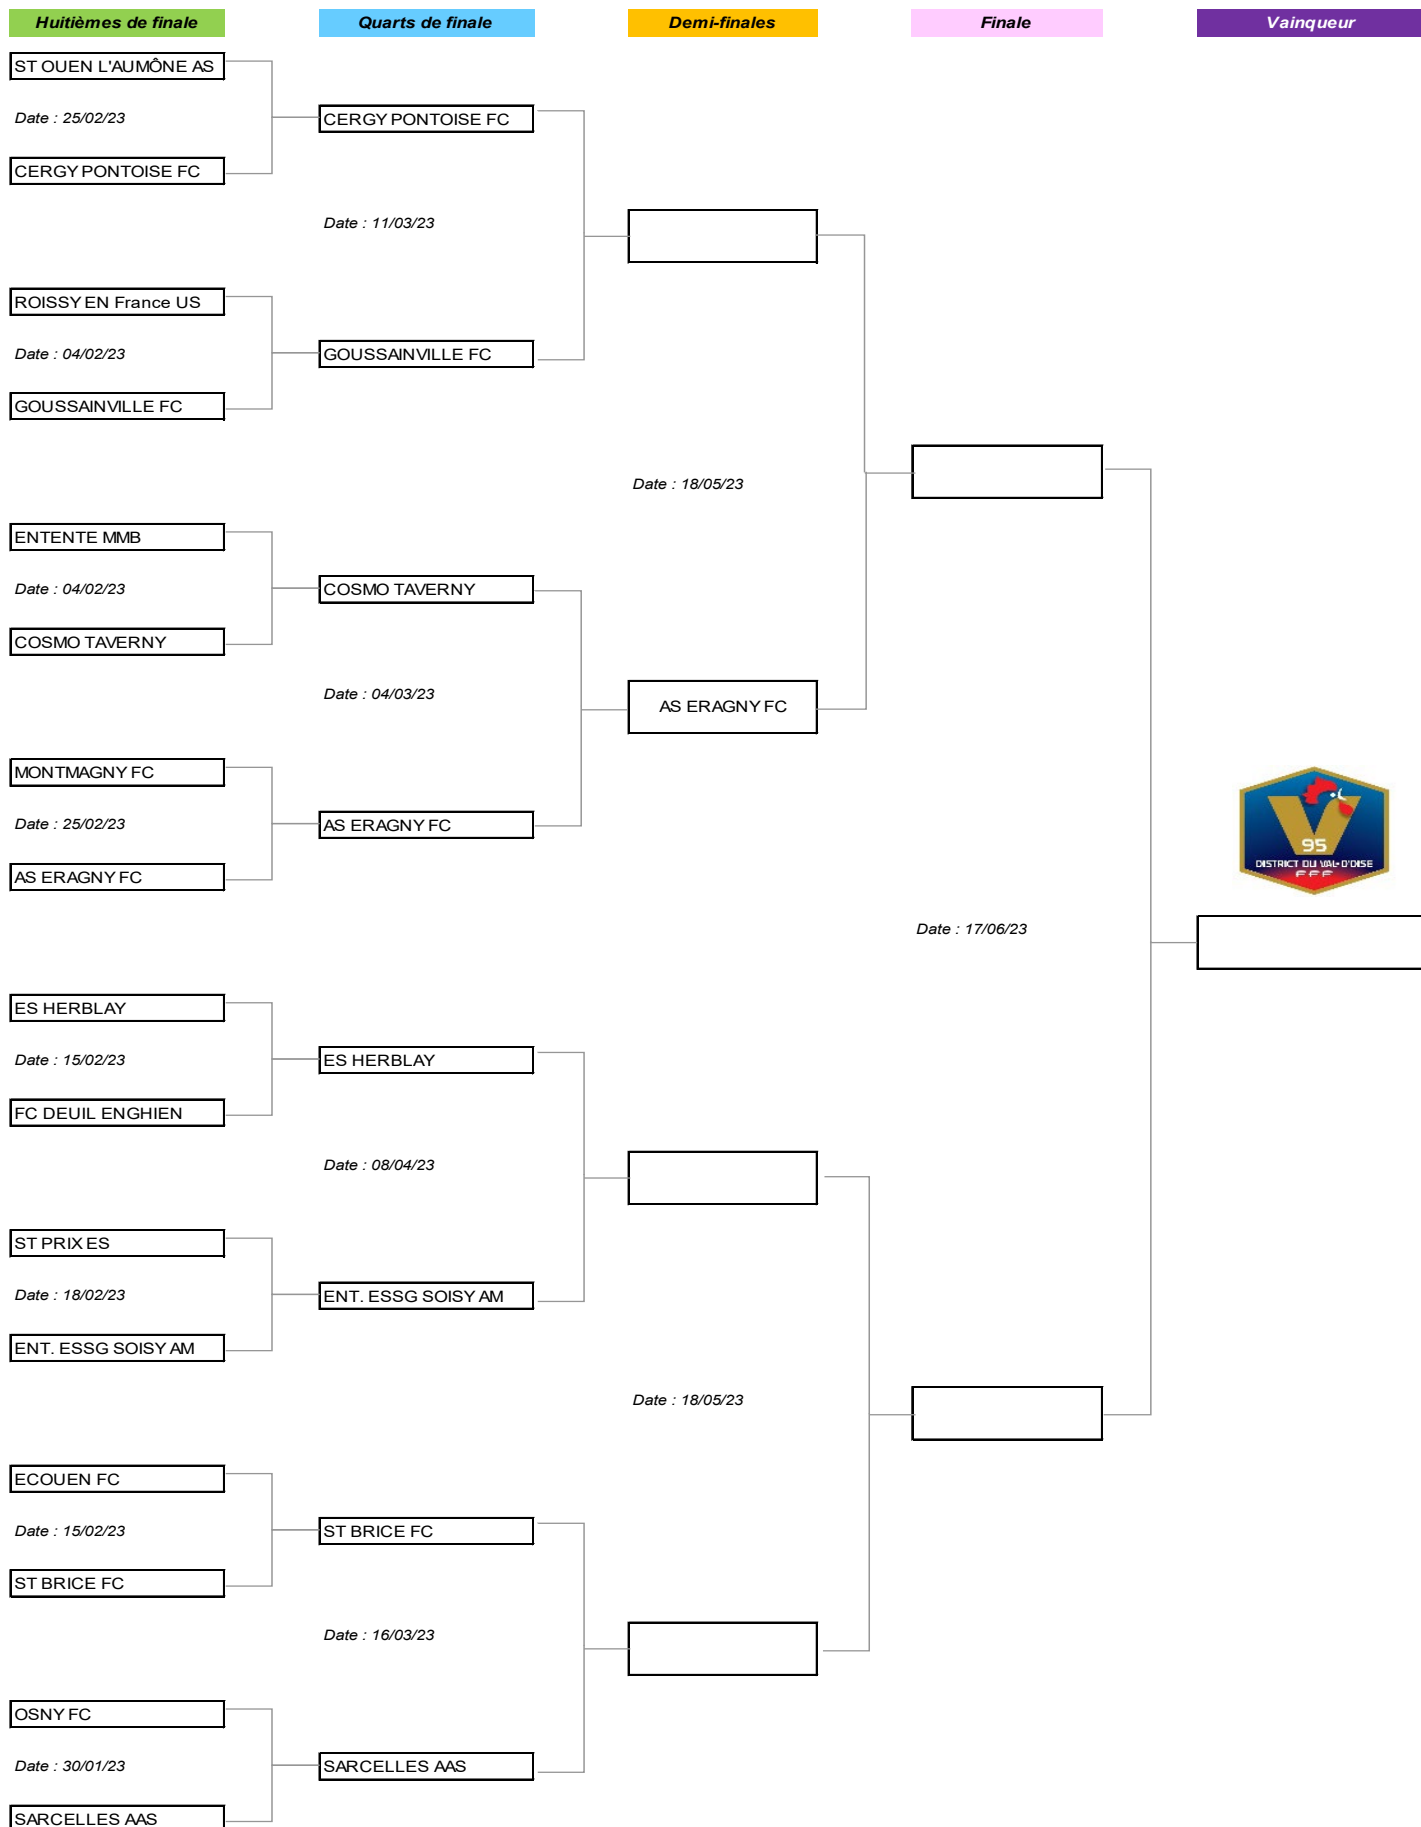 Huitièmes de finale
Quarts de finale
Demi-finales
Finale
Vainqueur
ST OUEN L'AUMÔNE AS
Date : 25/02/23
CERGY PONTOISE FC
CERGY PONTOISE FC
Date : 11/03/23
ROISSY EN France US
Date : 04/02/23
GOUSSAINVILLE FC
GOUSSAINVILLE FC
Date : 18/05/23
ENTENTE MMB
Date : 04/02/23
COSMO TAVERNY
COSMO TAVERNY
Date : 04/03/23
AS ERAGNY FC
MONTMAGNY FC
Date : 25/02/23
AS ERAGNY FC
AS ERAGNY FC
95
DISTRICT DU VAL-D'OISE
FFF
Date : 17/06/23
ES HERBLAY
Date : 15/02/23
ES HERBLAY
FC DEUIL ENGHIEN
Date : 08/04/23
ST PRIX ES
Date : 18/02/23
ENT. ESSG SOISY AM
ENT. ESSG SOISY AM
Date : 18/05/23
ECOUEN FC
Date : 15/02/23
ST BRICE FC
ST BRICE FC
Date : 16/03/23
OSNY FC
Date : 30/01/23
SARCELLES AAS
SARCELLES AAS